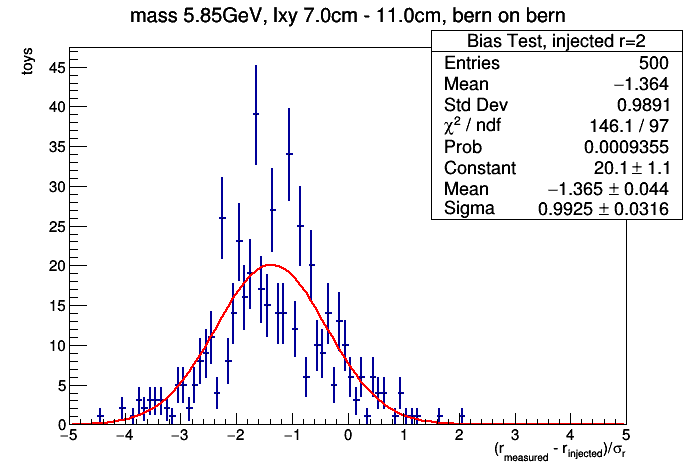 mass 5.85GeV, lxy 7.0cm - 11.0cm, bern on bern
Bias Test, injected r=2
Entries 500
Mean −1.364
Std Dev 0.9891
χ² / ndf 146.1 / 97
Prob 0.0009355
Constant 20.1 ± 1.1
Mean −1.365 ± 0.044
Sigma 0.9925 ± 0.0316
toys
45
40
35
30
25
20
15
10
5
0
−5 −4 −3 −2 −1 0 1 2 3 4 5
(r_measured - r_injected)/σ_r